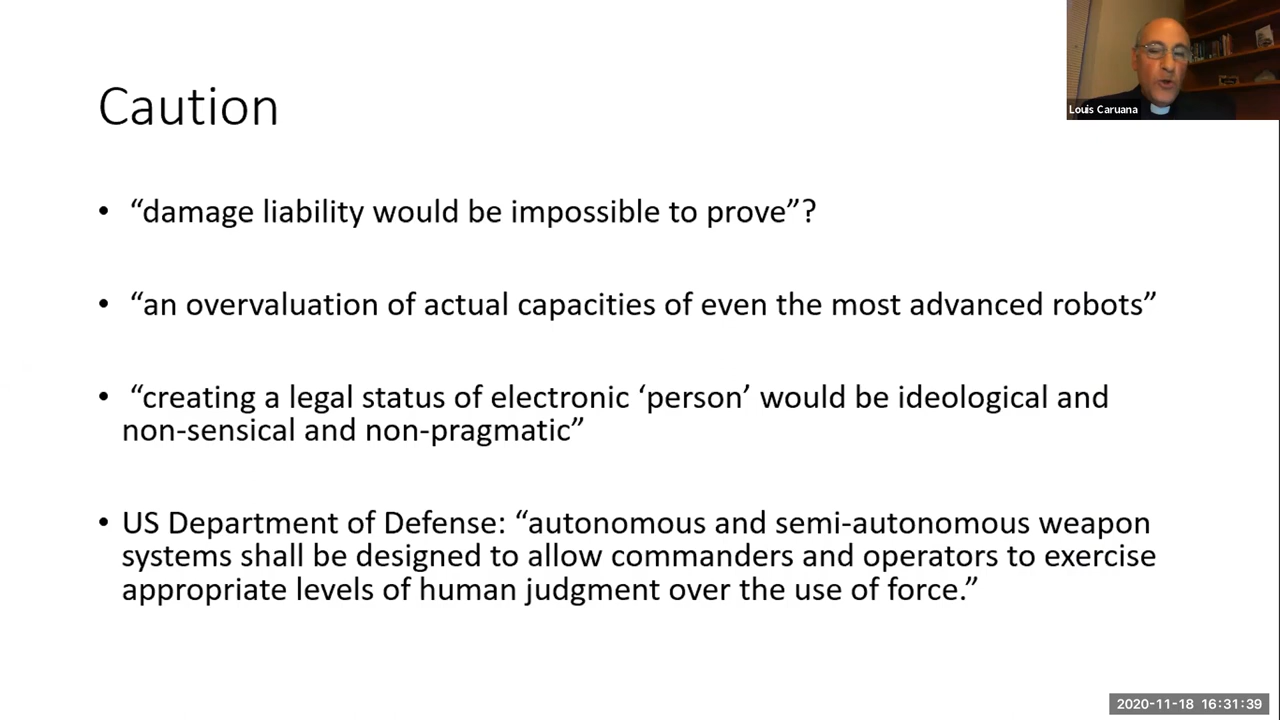 Caution
Louis Caruana
• “damage liability would be impossible to prove”?
• “an overvaluation of actual capacities of even the most advanced robots”
• “creating a legal status of electronic ‘person’ would be ideological and
non-sensical and non-pragmatic”
• US Department of Defense: “autonomous and semi-autonomous weapon
systems shall be designed to allow commanders and operators to exercise
appropriate levels of human judgment over the use of force.”
2020-11-18 16:31:39